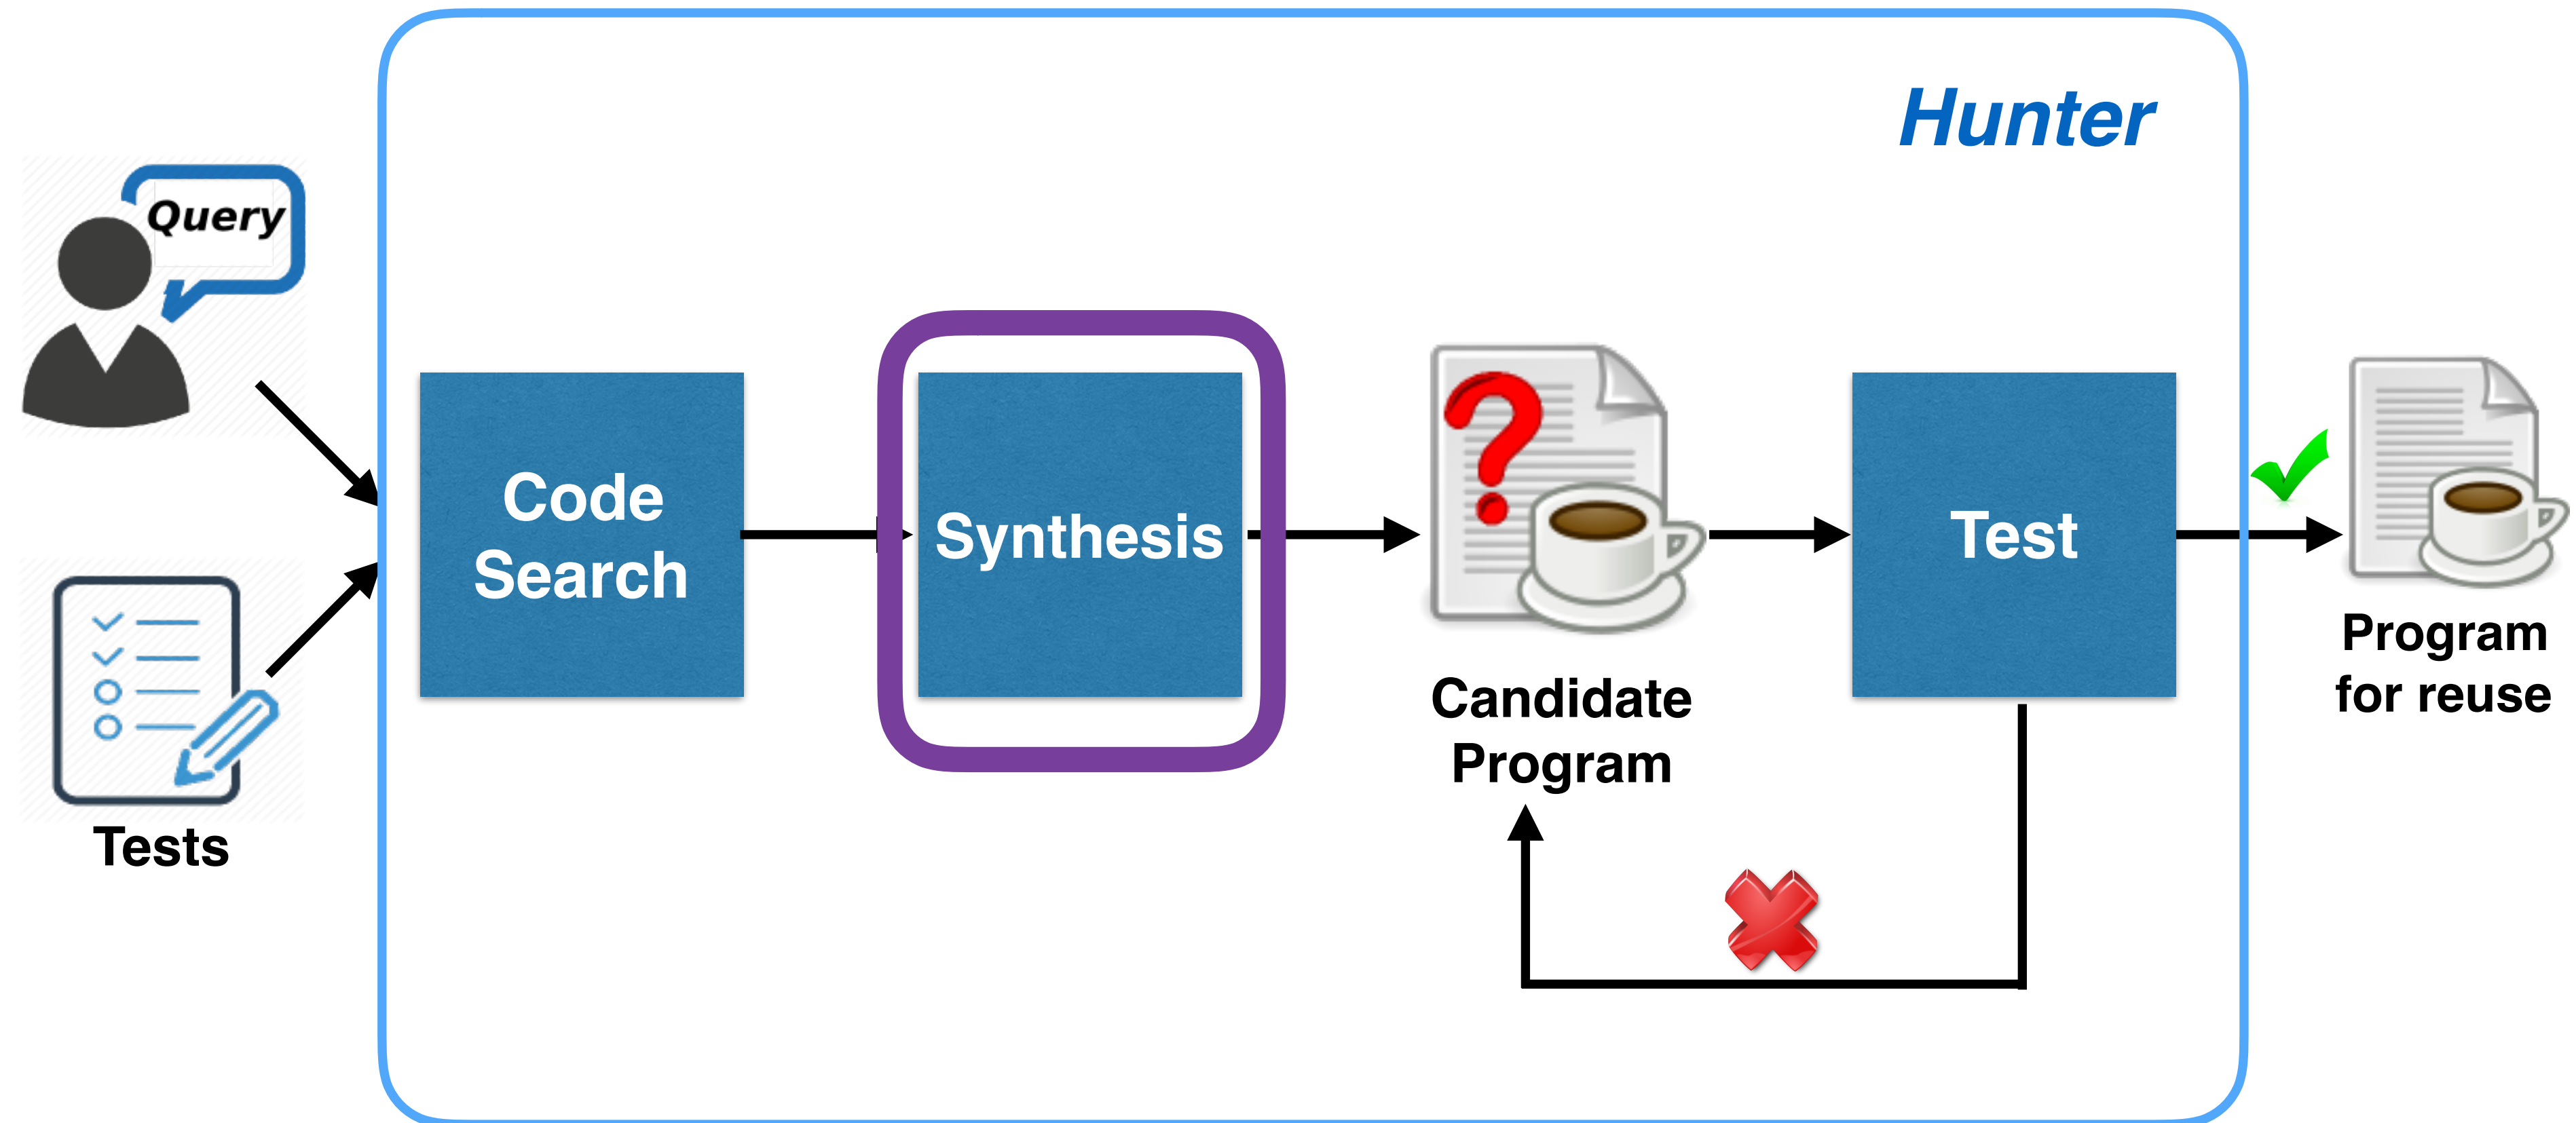 Hunter
Query
Tests
Code
Search
Synthesis
Candidate
Program
Test
Program
for reuse